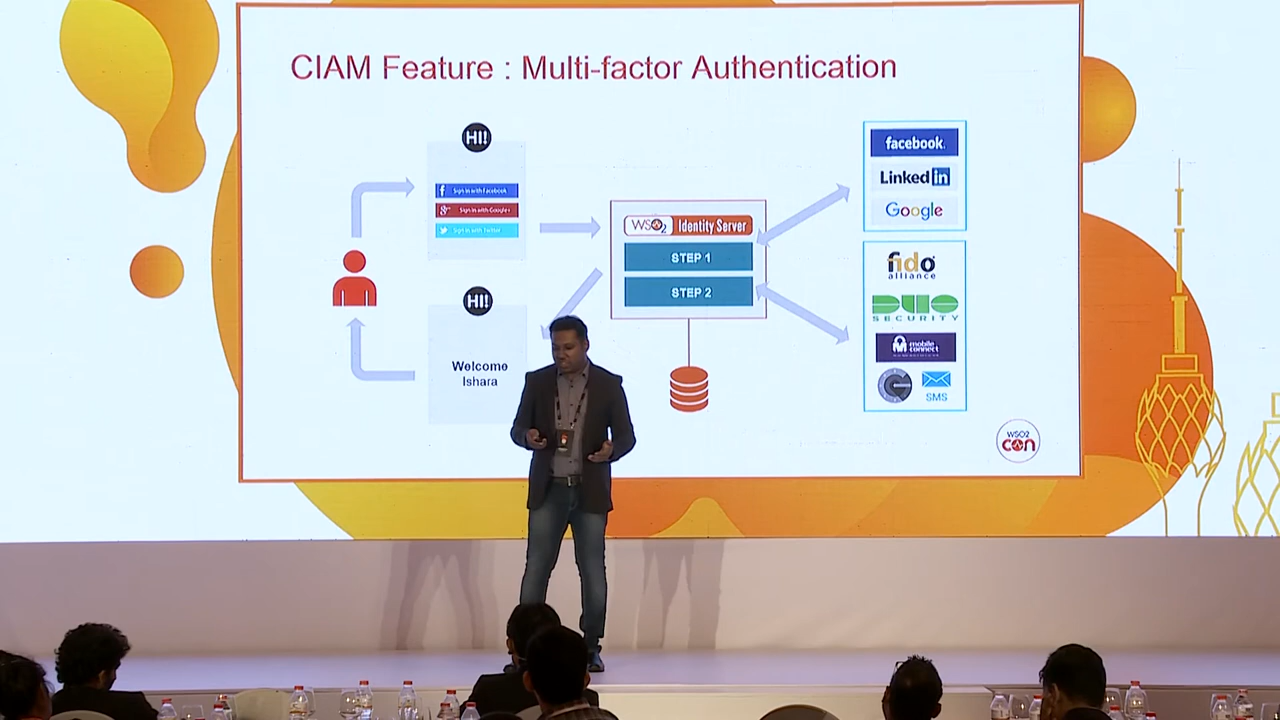 CIAM Feature : Multi-factor Authentication
HI!
Sign in with Facebook
Sign in with Google+
Sign in with Twitter
HI!
Welcome
Ishara
WSO2 Identity Server
STEP 1
STEP 2
facebook.
Linked in
Google
fido
alliance
DUO
SECURITY
mobile
connect
SMS
WSO2
CON